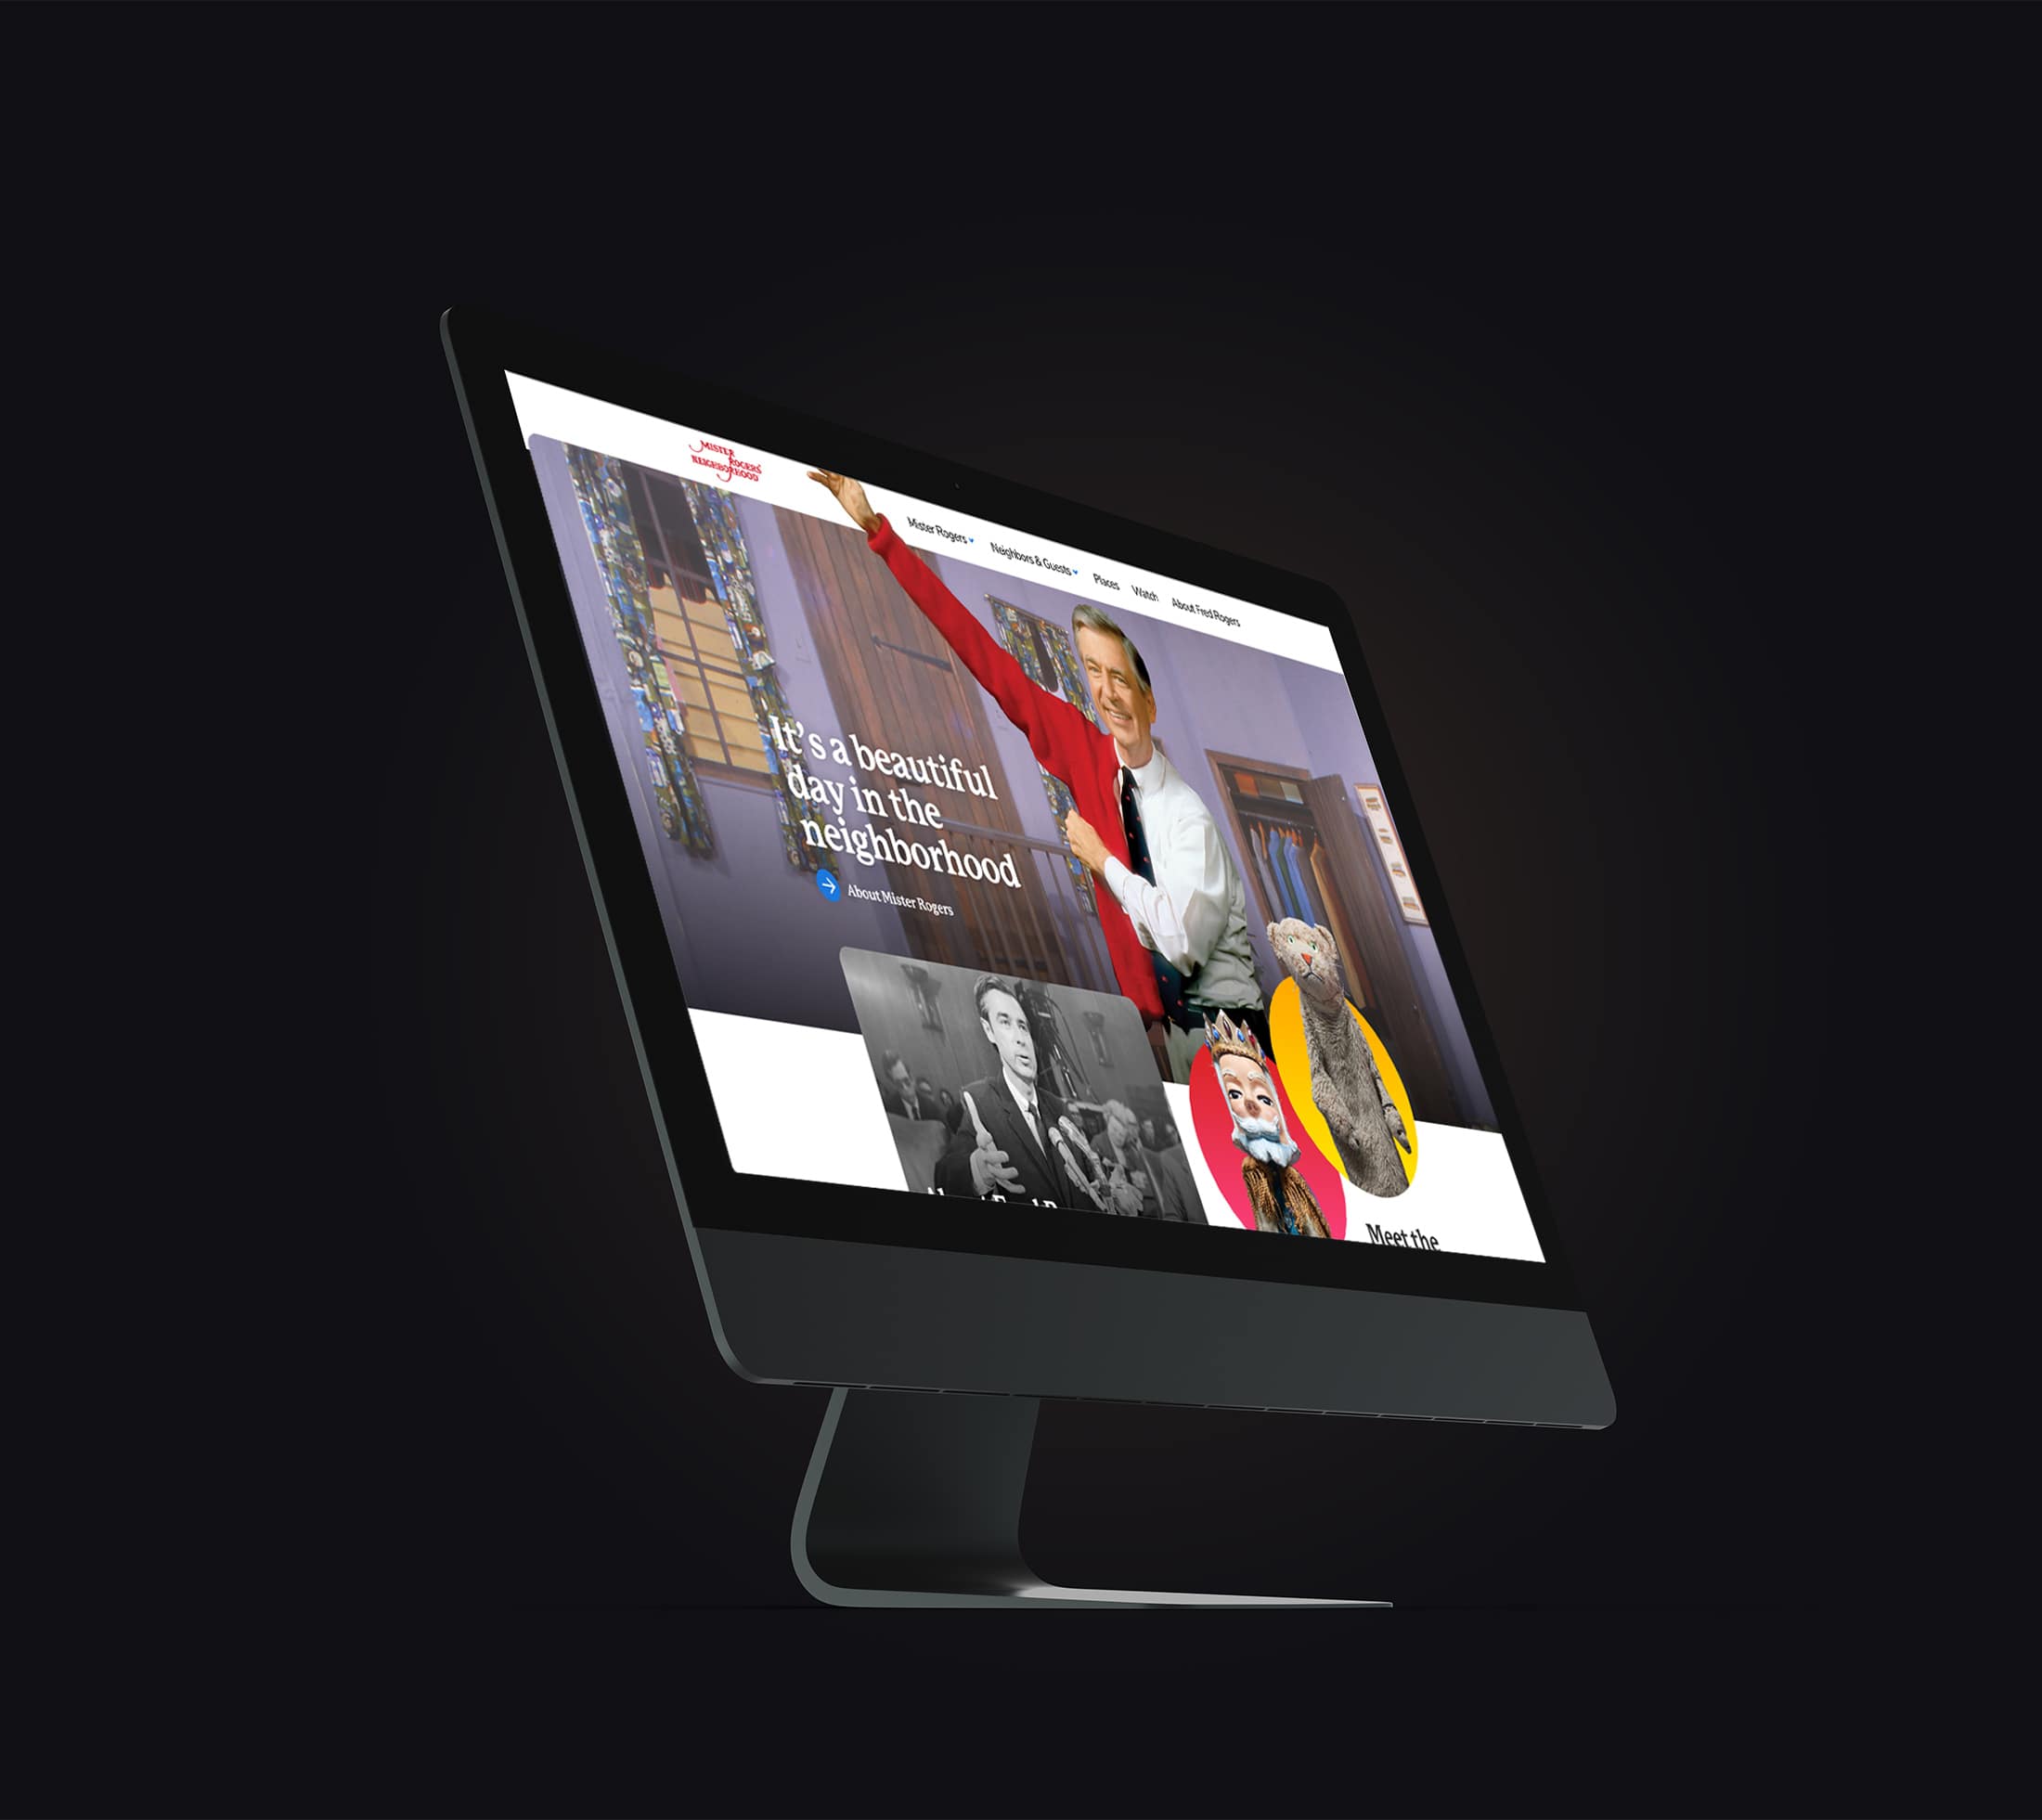 MISTER
ROGERS'
NEIGHBORHOOD
Mister Rogers
Neighbors & Guests
Places
Watch
About Fred Rogers
It's a beautiful
day in the
neighborhood
About Mister Rogers
Meet the